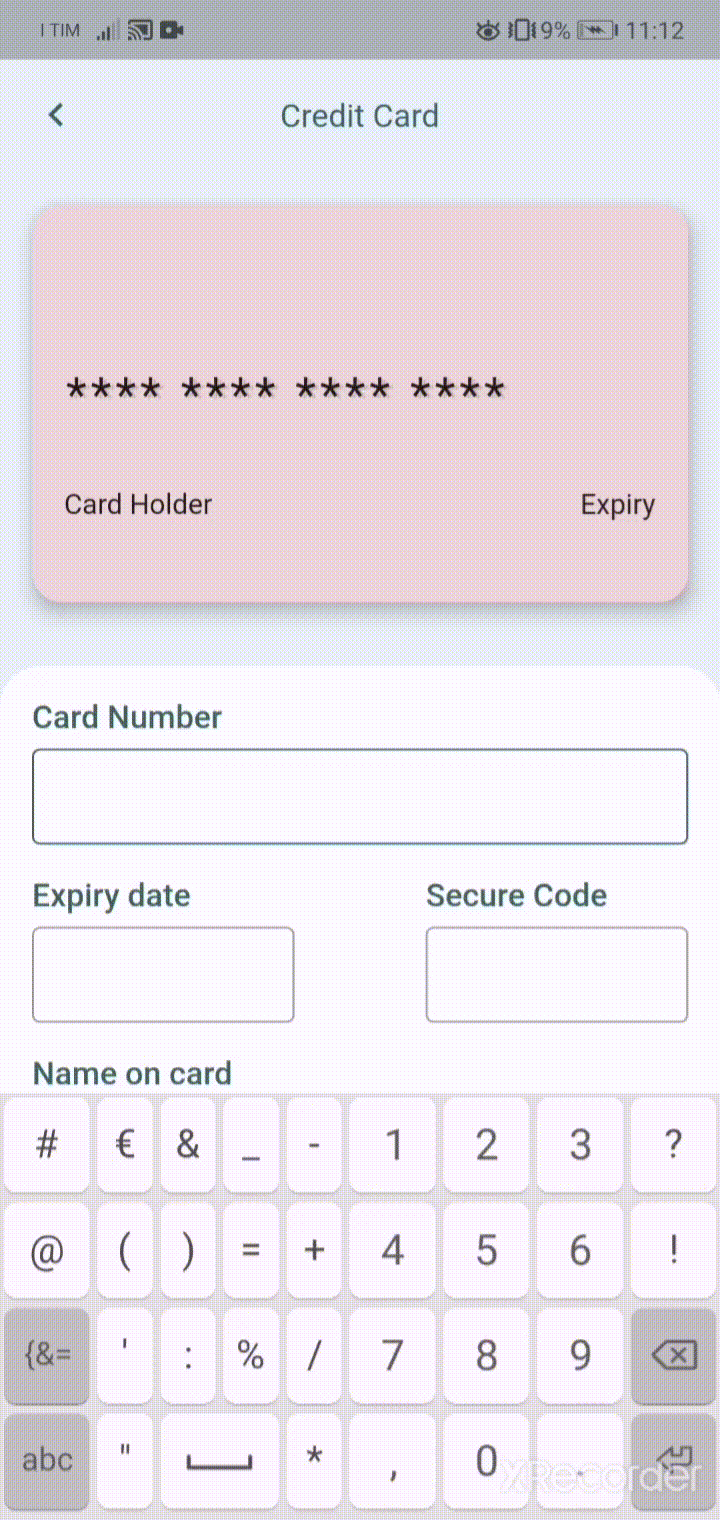 I TIM 9% 11:12
Credit Card
**** **** **** ****
Card Holder Expiry
Card Number
Expiry date Secure Code
Name on card
# € & _ - 1 2 3 ?
@ ( ) = + 4 5 6 !
{&= ' : % / 7 8 9
abc " * , 0 .
XRecorder